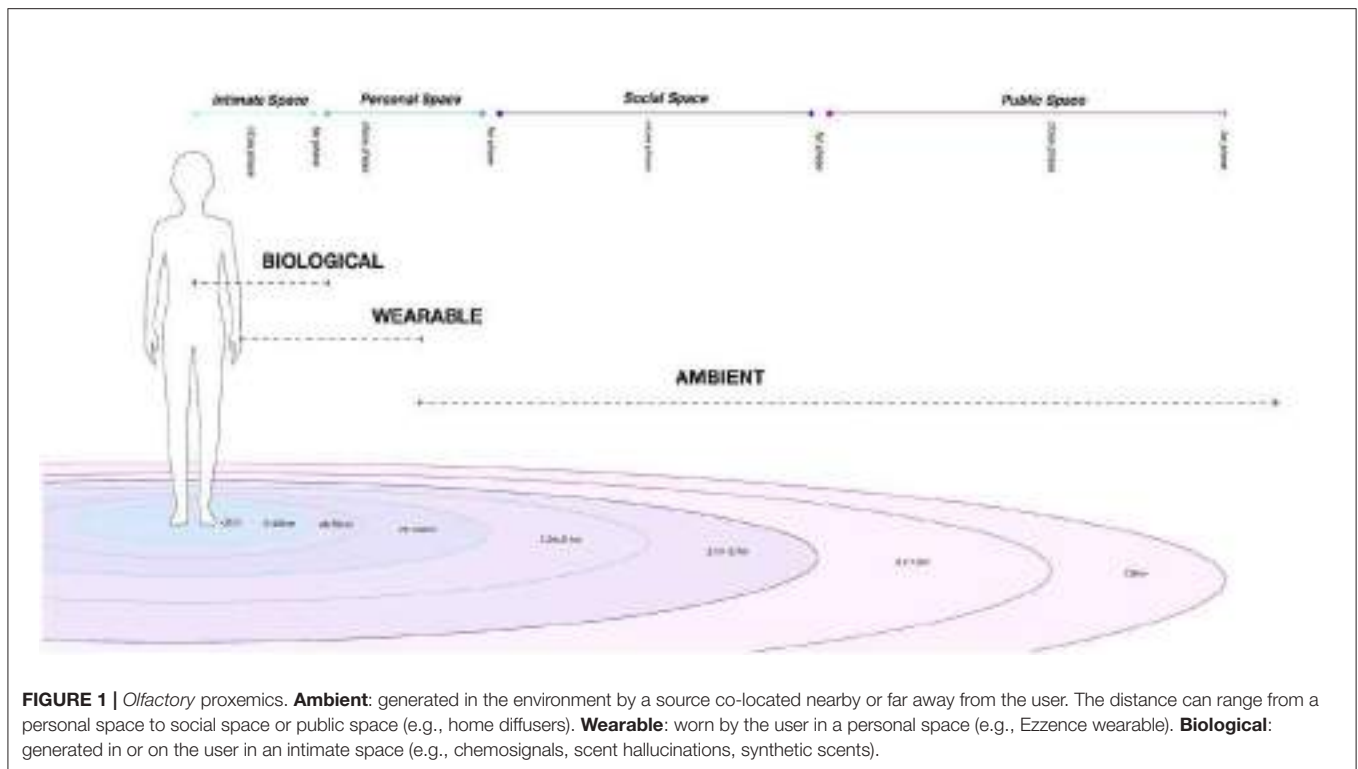 Intimate Space Personal Space Social Space Public Space
BIOLOGICAL
WEARABLE
AMBIENT
FIGURE 1 | Olfactory proxemics. Ambient: generated in the environment by a source co-located nearby or far away from the user. The distance can range from a
personal space to social space or public space (e.g., home diffusers). Wearable: worn by the user in a personal space (e.g., Ezzence wearable). Biological:
generated in or on the user in an intimate space (e.g., chemosignals, scent hallucinations, synthetic scents).